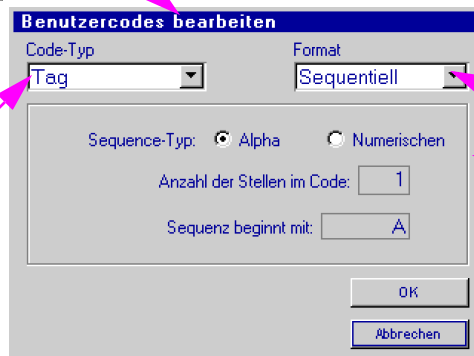 Benutzercodes bearbeiten
Code-Typ Format
Tag Sequentiell
Sequence-Typ: Alpha Numerischen
Anzahl der Stellen im Code: 1
Sequenz beginnt mit: A
OK
Abbrechen